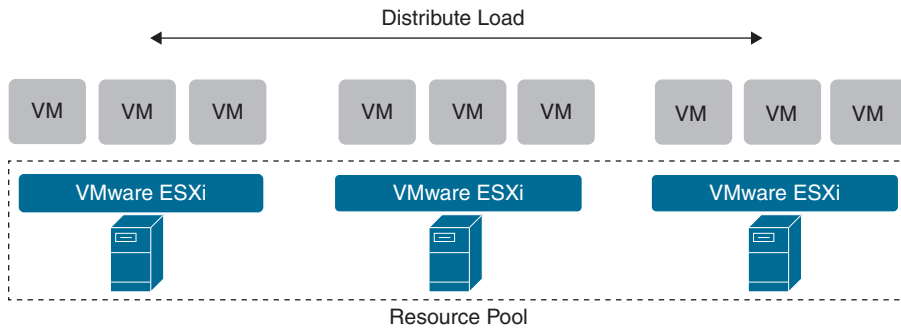 Distribute Load
VM VM VM VM VM VM VM VM VM
VMware ESXi VMware ESXi VMware ESXi
Resource Pool